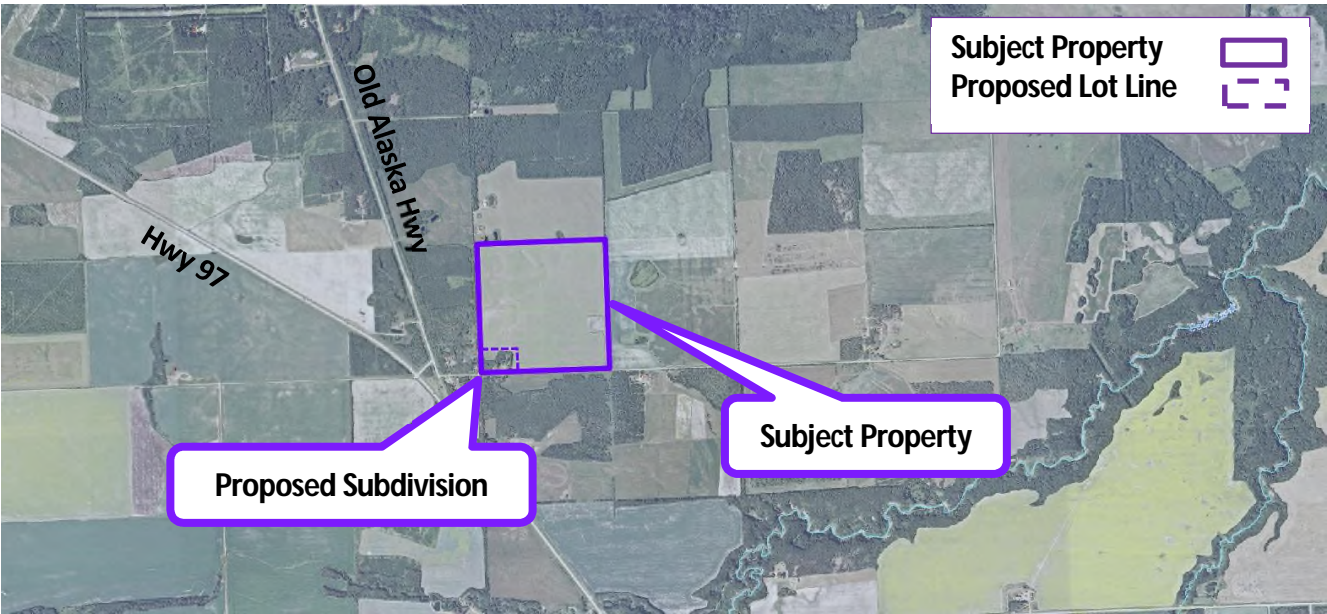 Subject Property
Proposed Lot Line
Old Alaska Hwy
Hwy 97
Subject Property
Proposed Subdivision